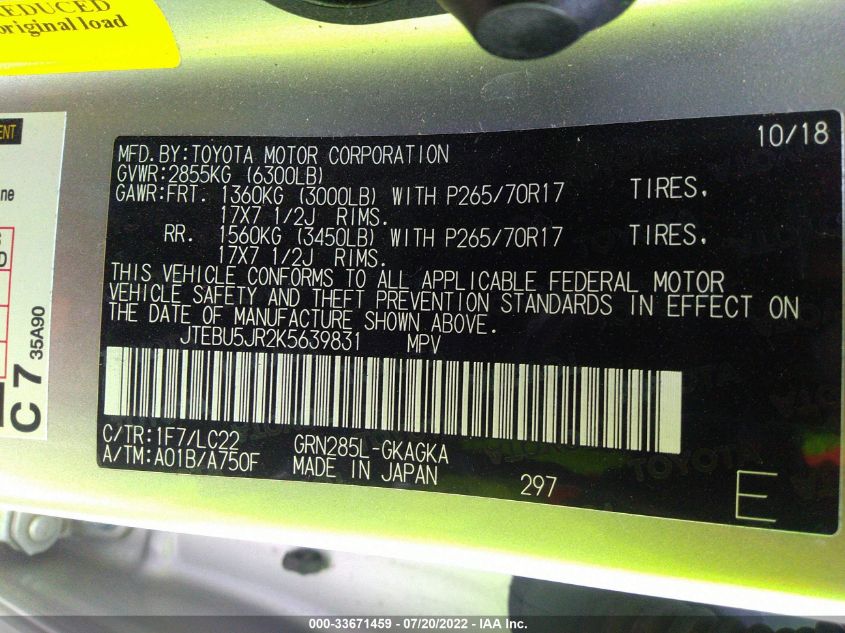 REDUCED
original load
ENT
ne
D
C 7
35A90
10/18
MFD.BY:TOYOTA MOTOR CORPORATION
GVWR:2855KG (6300LB)
GAWR:FRT. 1360KG (3000LB) WITH P265/70R17 TIRES,
17X7 1/2J RIMS.
RR. 1560KG (3450LB) WITH P265/70R17 TIRES,
17X7 1/2J RIMS.
THIS VEHICLE CONFORMS TO ALL APPLICABLE FEDERAL MOTOR
VEHICLE SAFETY AND THEFT PREVENTION STANDARDS IN EFFECT ON
THE DATE OF MANUFACTURE SHOWN ABOVE.
JTEBU5JR2K5639831 MPV
C/TR:1F7/LC22 GRN285L-GKAGKA
A/TM:A01B/A750F MADE IN JAPAN 297 E
000-33671459 / 07/20/2022 - IAA Inc.